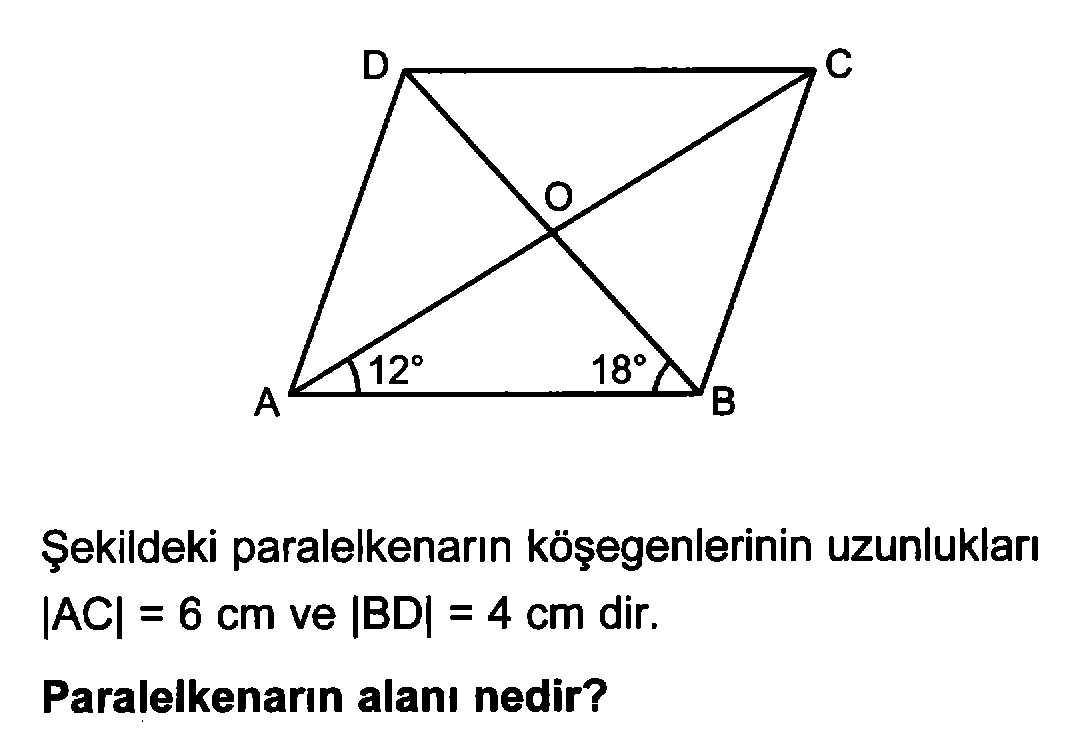 D C
O
12° 18°
A B
Şekildeki paralelkenarın köşegenlerinin uzunlukları
|AC| = 6 cm ve |BD| = 4 cm dir.
Paralelkenarın alanı nedir?